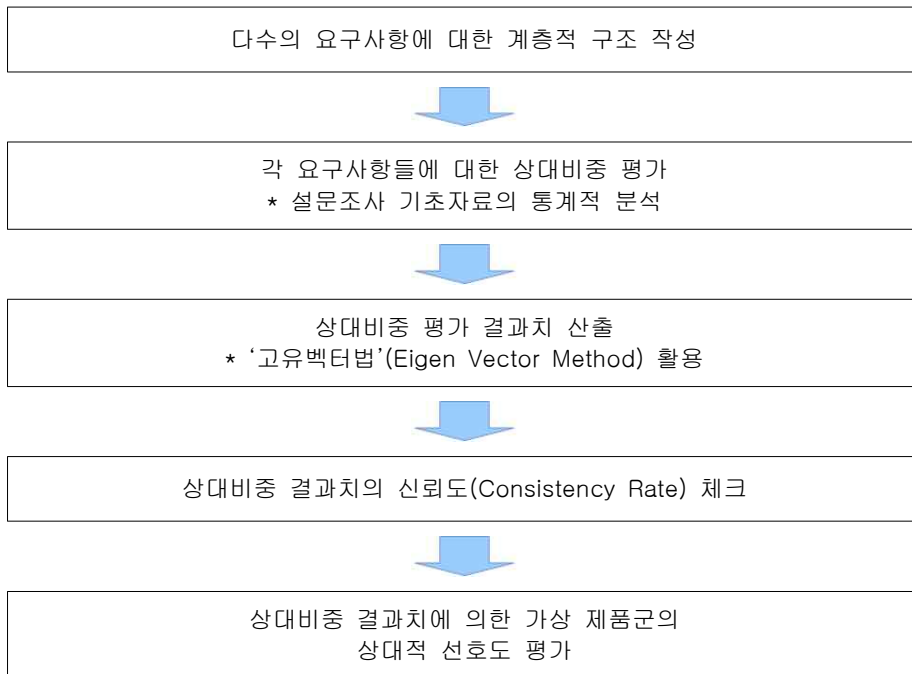 다수의 요구사항에 대한 계층적 구조 작성
각 요구사항들에 대한 상대비중 평가
* 설문조사 기초자료의 통계적 분석
상대비중 평가 결과치 산출
* ‘고유벡터법’(Eigen Vector Method) 활용
상대비중 결과치의 신뢰도(Consistency Rate) 체크
상대비중 결과치에 의한 가상 제품군의
상대적 선호도 평가